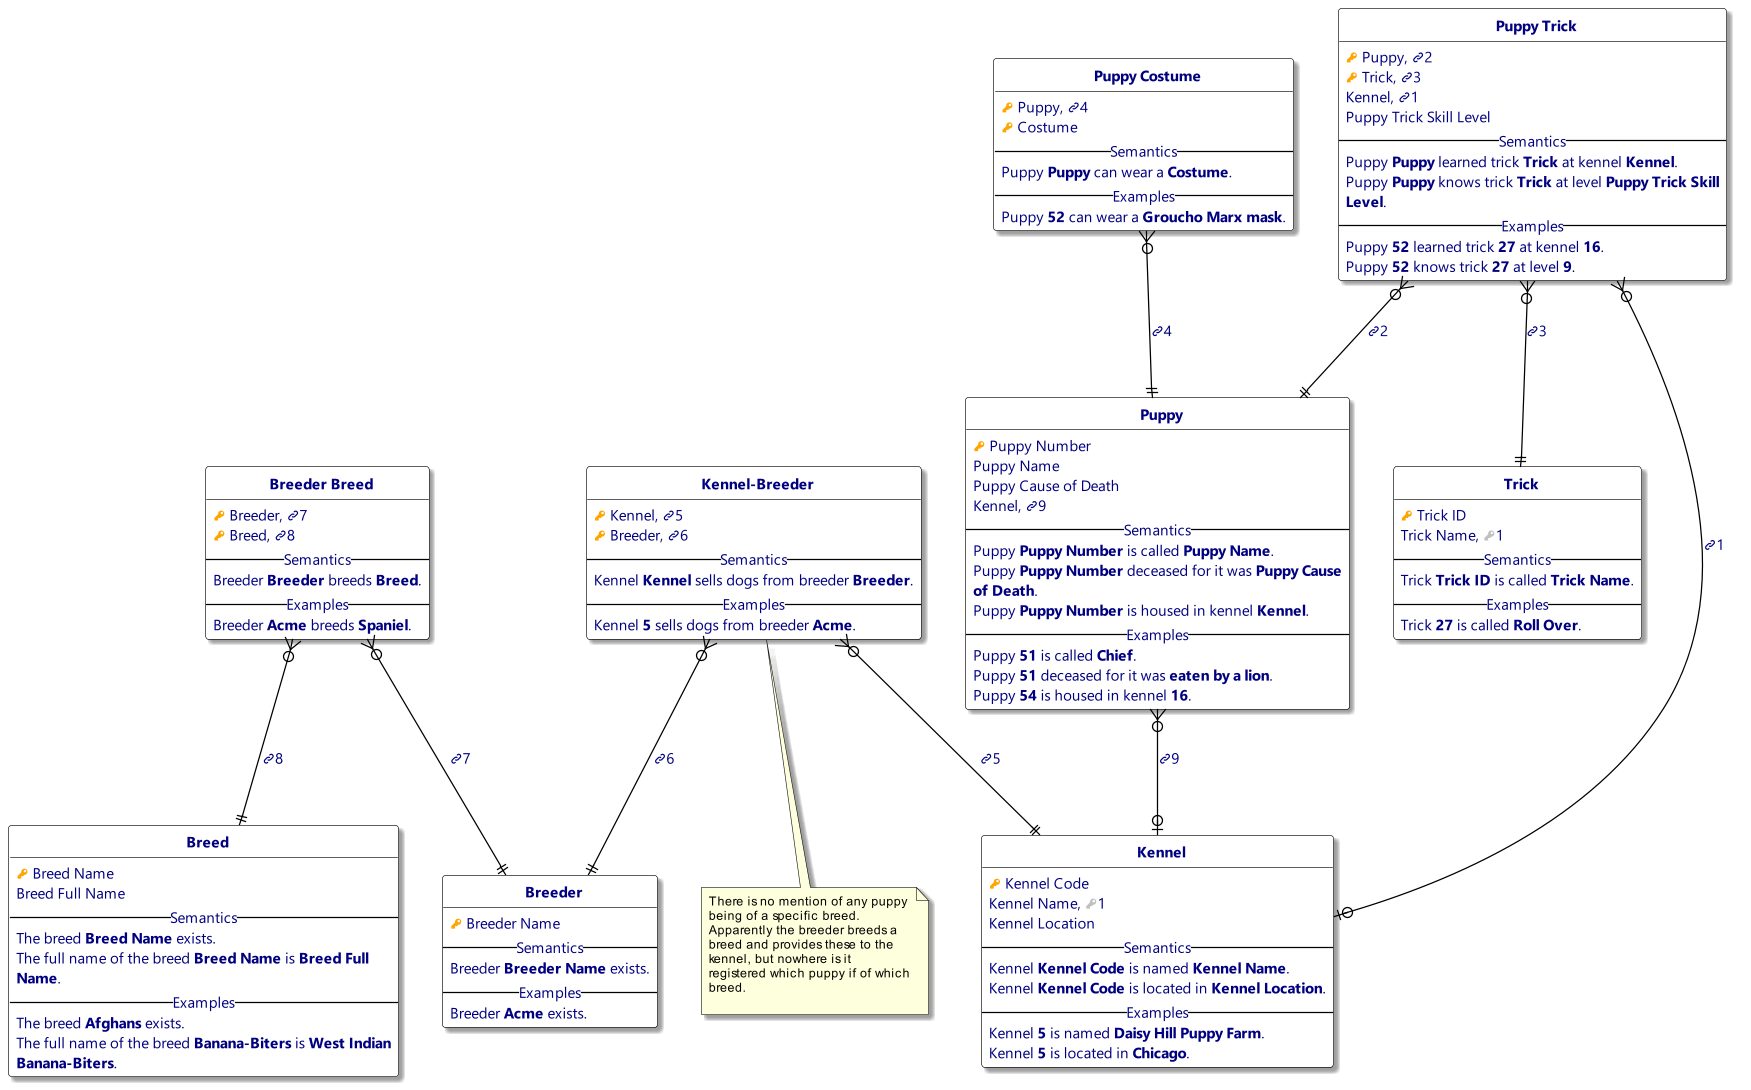 Puppy Trick
Puppy, 2
Trick, 3
Kennel, 1
Puppy Trick Skill Level
Semantics
Puppy Puppy learned trick Trick at kennel Kennel.
Puppy Puppy knows trick Trick at level Puppy Trick Skill
Level.
Examples
Puppy 52 learned trick 27 at kennel 16.
Puppy 52 knows trick 27 at level 9.
Puppy Costume
Puppy, 4
Costume
Semantics
Puppy Puppy can wear a Costume.
Examples
Puppy 52 can wear a Groucho Marx mask.
4
2
3
1
Puppy
Puppy Number
Puppy Name
Puppy Cause of Death
Kennel, 9
Semantics
Puppy Puppy Number is called Puppy Name.
Puppy Puppy Number deceased for it was Puppy Cause
of Death.
Puppy Puppy Number is housed in kennel Kennel.
Examples
Puppy 51 is called Chief.
Puppy 51 deceased for it was eaten by a lion.
Puppy 54 is housed in kennel 16.
Breeder Breed
Breeder, 7
Breed, 8
Semantics
Breeder Breeder breeds Breed.
Examples
Breeder Acme breeds Spaniel.
Kennel-Breeder
Kennel, 5
Breeder, 6
Semantics
Kennel Kennel sells dogs from breeder Breeder.
Examples
Kennel 5 sells dogs from breeder Acme.
Trick
Trick ID
Trick Name, 1
Semantics
Trick Trick ID is called Trick Name.
Examples
Trick 27 is called Roll Over.
8
7
6
5
9
Breed
Breed Name
Breed Full Name
Semantics
The breed Breed Name exists.
The full name of the breed Breed Name is Breed Full
Name.
Examples
The breed Afghans exists.
The full name of the breed Banana-Biters is West Indian
Banana-Biters.
Breeder
Breeder Name
Semantics
Breeder Breeder Name exists.
Examples
Breeder Acme exists.
There is no mention of any puppy
being of a specific breed.
Apparently the breeder breeds a
breed and provides these to the
kennel, but nowhere is it
registered which puppy if of which
breed.
Kennel
Kennel Code
Kennel Name, 1
Kennel Location
Semantics
Kennel Kennel Code is named Kennel Name.
Kennel Kennel Code is located in Kennel Location.
Examples
Kennel 5 is named Daisy Hill Puppy Farm.
Kennel 5 is located in Chicago.